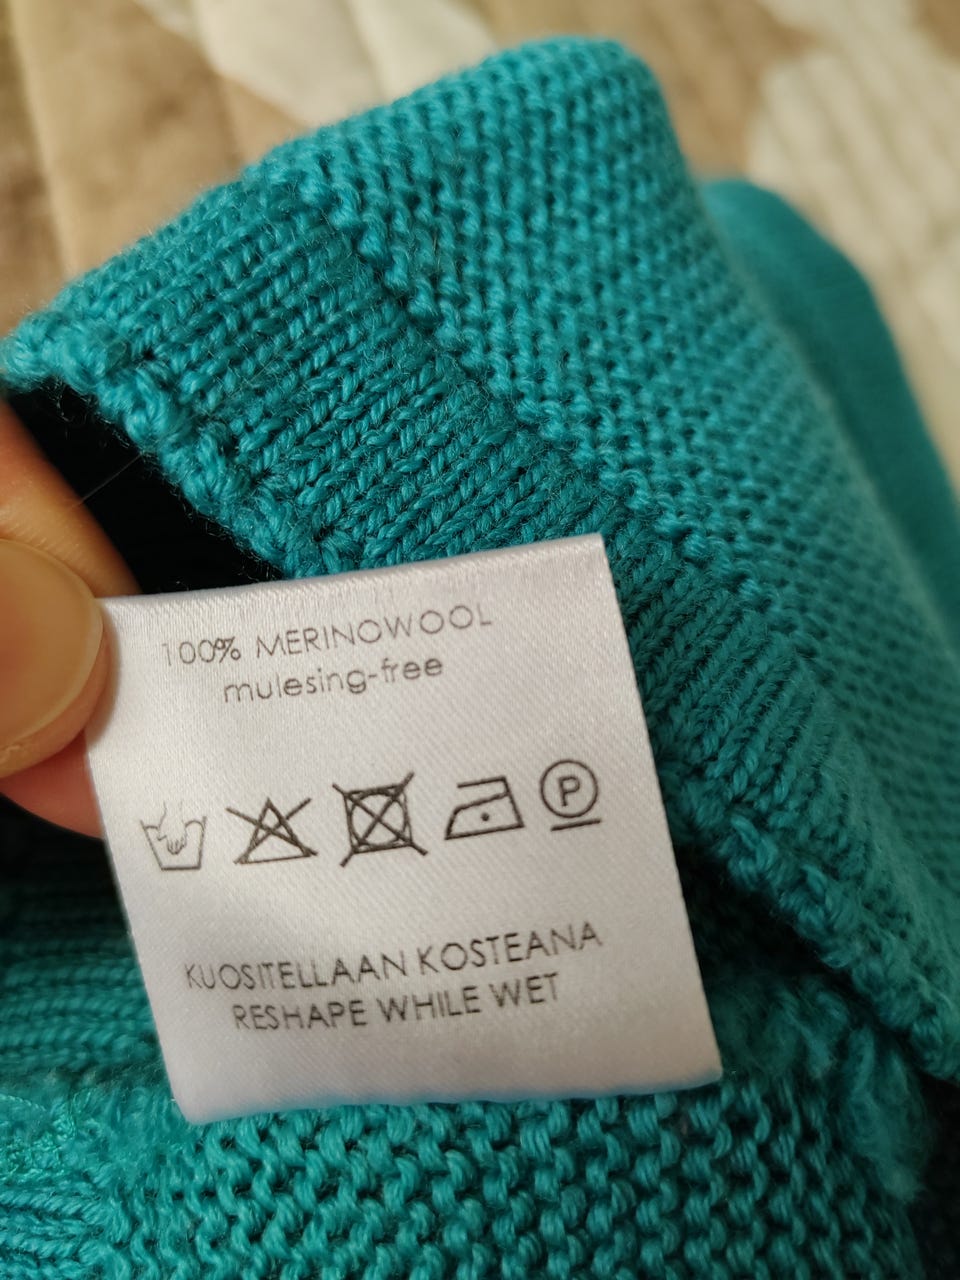 100% MERINOWOOL
mulesing-free
P
KUOSITELLAAN KOSTEANA
RESHAPE WHILE WET